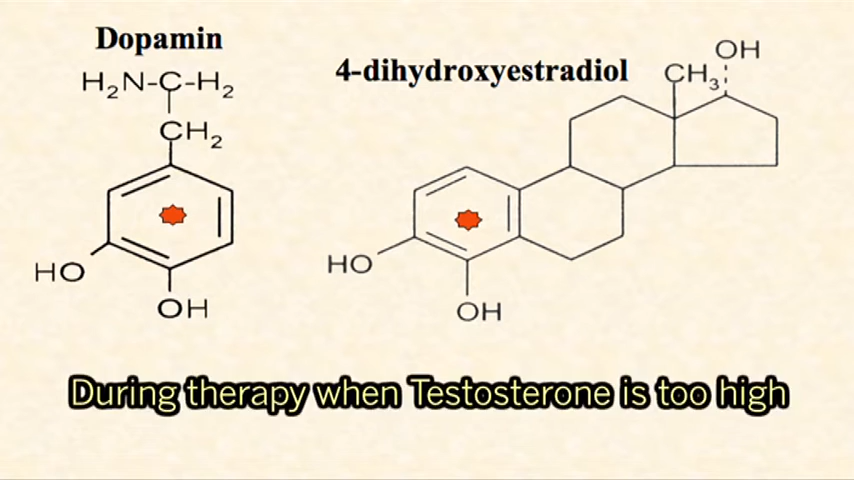 Dopamin
H₂N-C-H₂
CH₂
HO
OH
4-dihydroxyestradiol
OH
CH₃
HO
OH
During therapy when Testosterone is too high